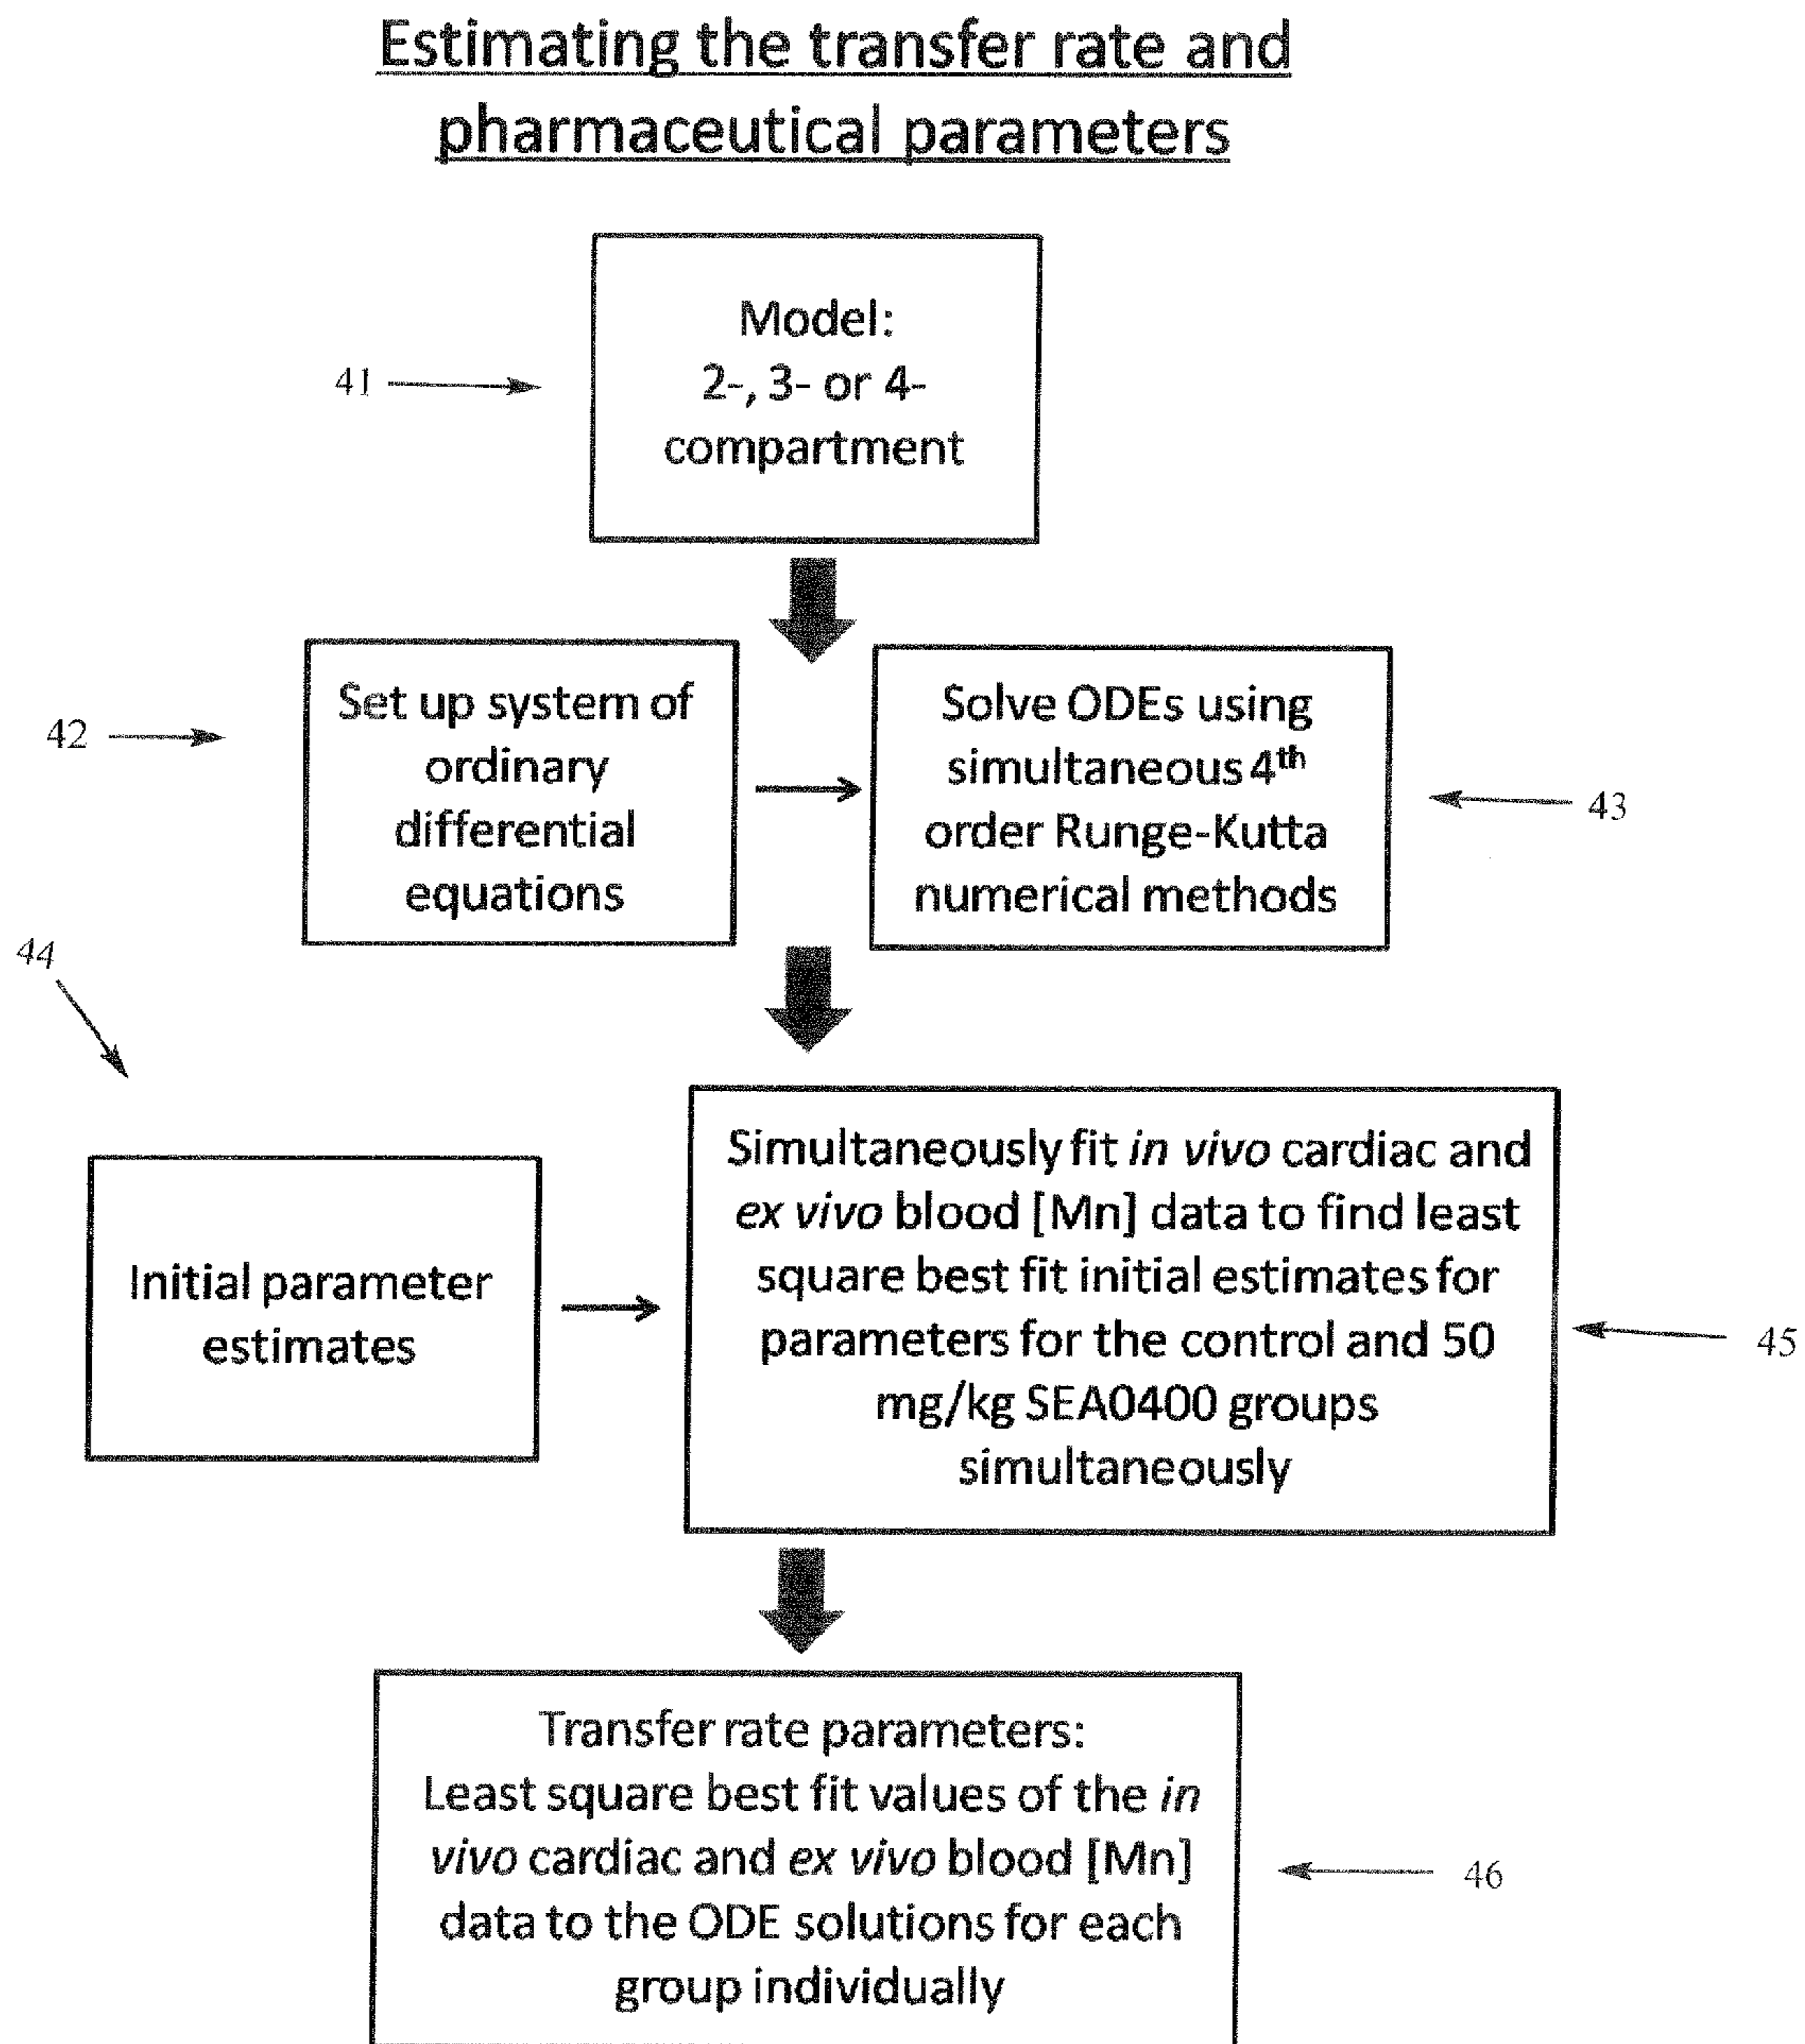 Estimating the transfer rate and
pharmaceutical parameters
Model:
2-, 3- or 4-
compartment
41
Set up system of
ordinary
differential
equations
42
Solve ODEs using
simultaneous 4th
order Runge-Kutta
numerical methods
43
44
Initial parameter
estimates
Simultaneously fit in vivo cardiac and
ex vivo blood [Mn] data to find least
square best fit initial estimates for
parameters for the control and 50
mg/kg SEA0400 groups
simultaneously
45
Transfer rate parameters:
Least square best fit values of the in
vivo cardiac and ex vivo blood [Mn]
data to the ODE solutions for each
group individually
46